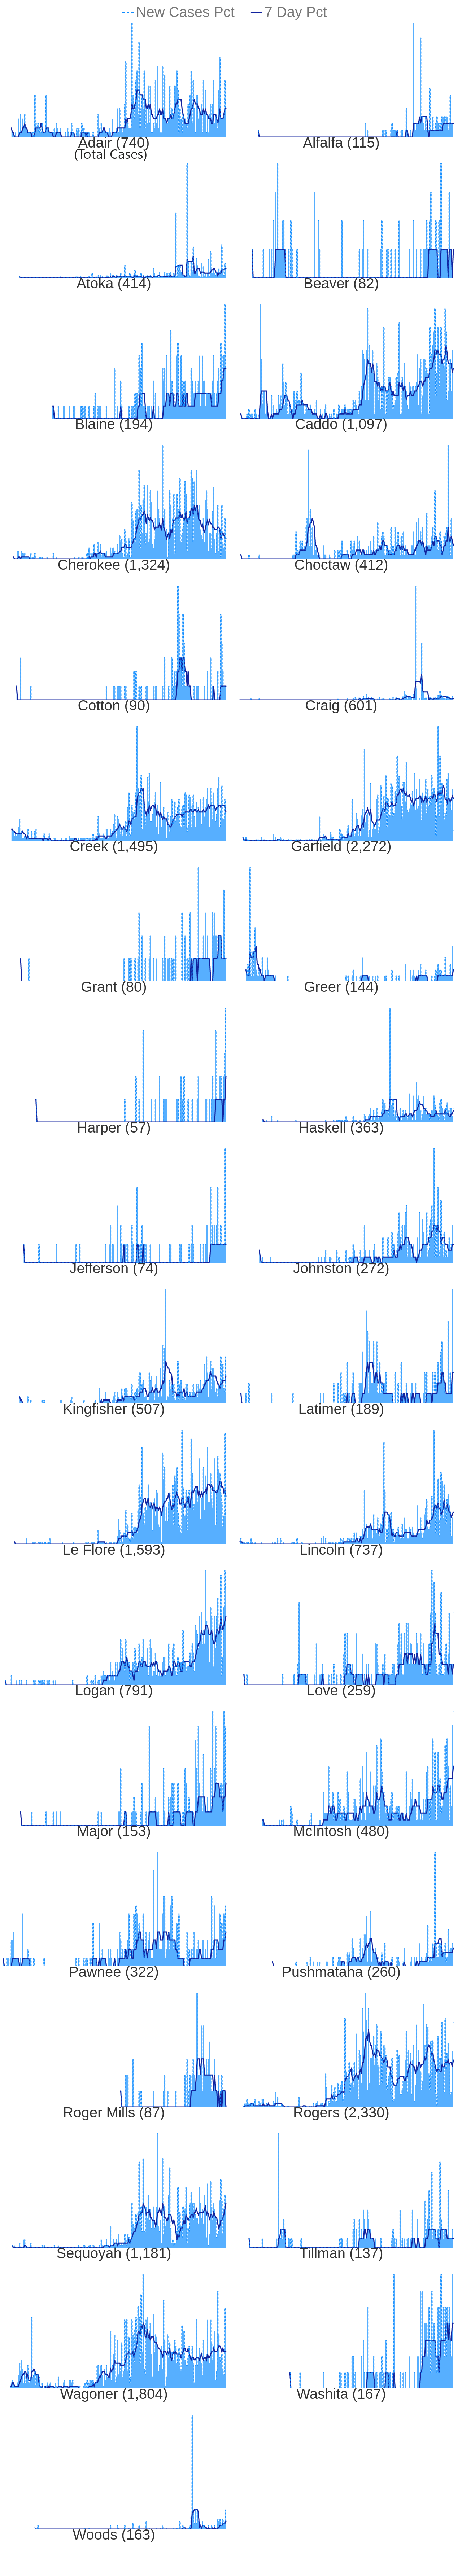 New Cases Pct 7 Day Pct
Adair (740) Alfalfa (115)
(Total Cases)
Atoka (414) Beaver (82)
Blaine (194) Caddo (1,097)
Cherokee (1,324) Choctaw (412)
Cotton (90) Craig (601)
Creek (1,495) Garfield (2,272)
Grant (80) Greer (144)
Harper (57) Haskell (363)
Jefferson (74) Johnston (272)
Kingfisher (507) Latimer (189)
Le Flore (1,593) Lincoln (737)
Logan (791) Love (259)
Major (153) McIntosh (480)
Pawnee (322) Pushmataha (260)
Roger Mills (87) Rogers (2,330)
Sequoyah (1,181) Tillman (137)
Wagoner (1,804) Washita (167)
Woods (163)